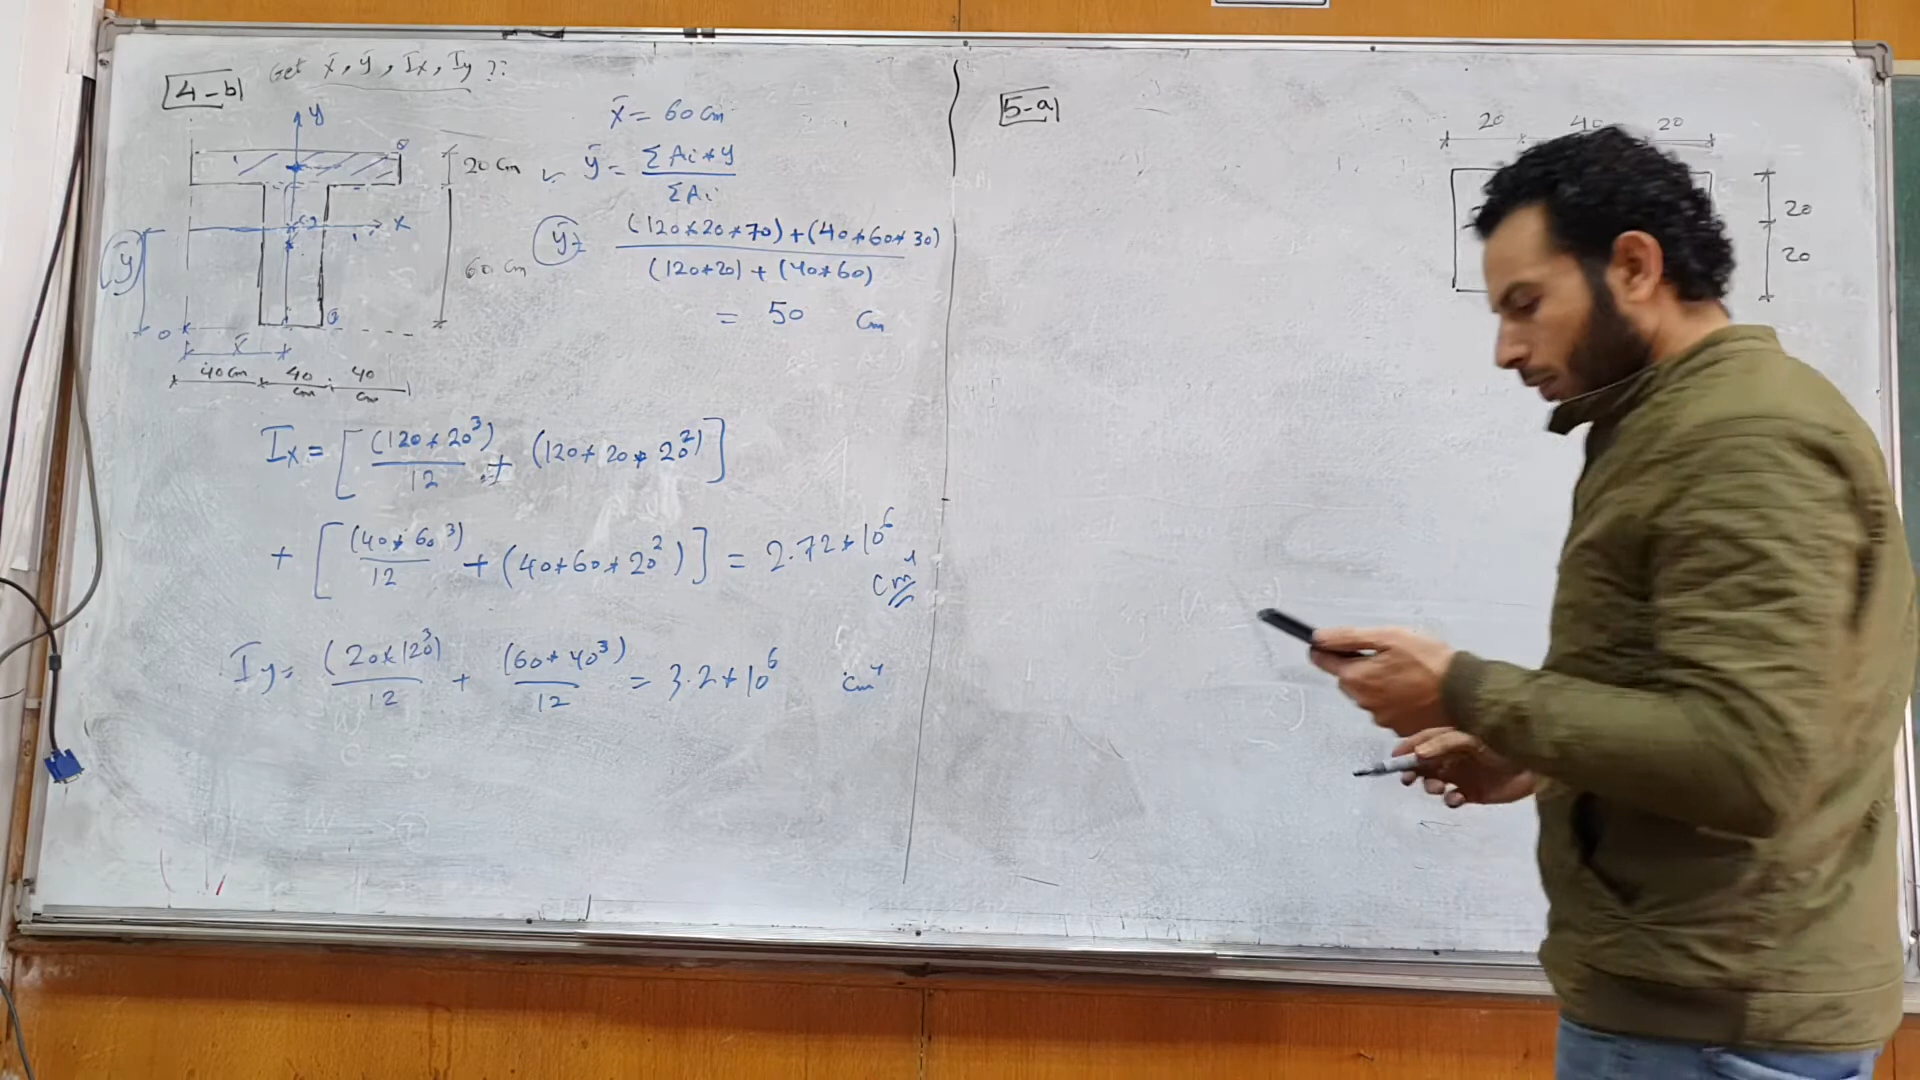 4-b Get x̄, ȳ, Ix, Iy ??
y
x̄ = 60 cm
20 cm
ȳ = ΣAi*y / ΣAi
x
ȳ
60 cm
ȳ = (120*20*70)+(40*60*30) / (120*20)+(40*60)
= 50 cm
0
x̄
40 cm 40 cm 40 cm
Ix = [(120*20³)/12 + (120*20*20²)]
+ [(40*60³)/12 + (40*60*20²)] = 2.72*10⁶ cm⁴
Iy = (20*120³)/12 + (60*40³)/12 = 3.2*10⁶ cm⁴
5-a
20 40 20
20
20